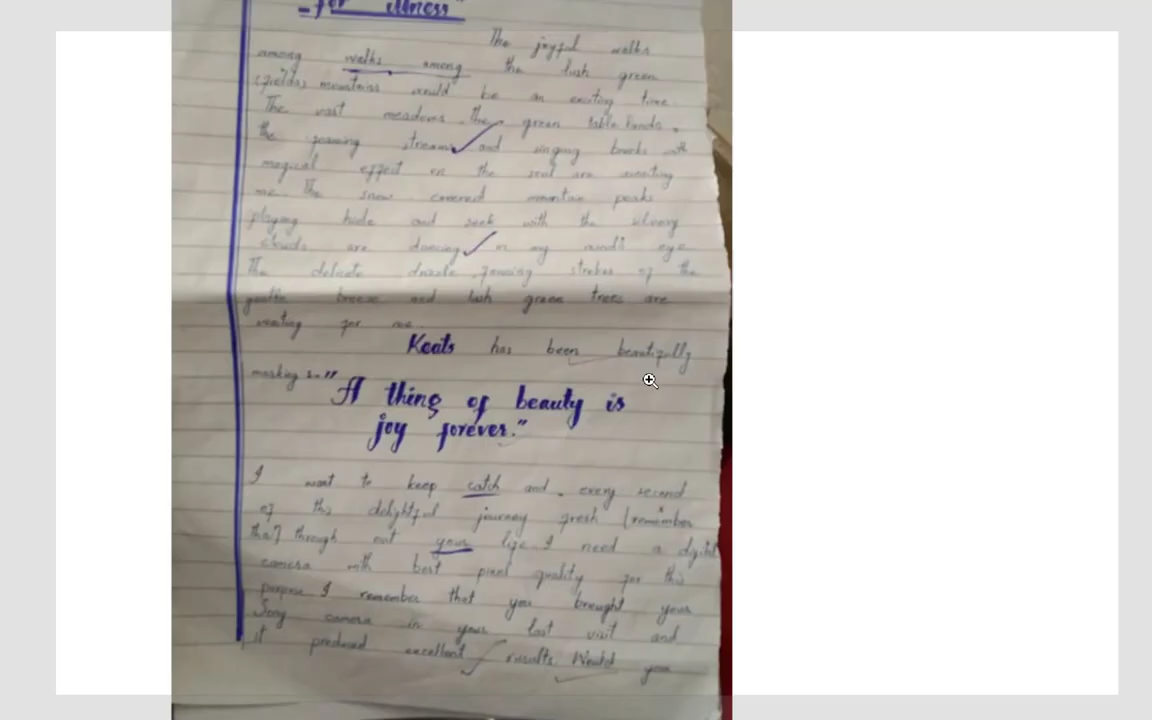 for illness"
The joyful walks
among walks among the lush green
(fields) mountains would be an exciting time.
The vast meadows, the green table lands,
the foaming streams and singing brooks with
magical effect on the soul are awaiting
me. The snow covered mountain peaks
playing hide and seek with the silvery
clouds are dancing in my mind's eye
The delicate drizzle, strokes of the
gentle breeze and lush green trees are
waiting for me.
Keats has been beautifully
"A thing of beauty is
joy forever."
I want to keep catch and every second
of this delightful journey fresh (remember
that) through out your life. I need a digital
camera with best pixel quality for this
purpose I remember that you brought your
Sony camera in your last visit and
it produced excellent results. Would you